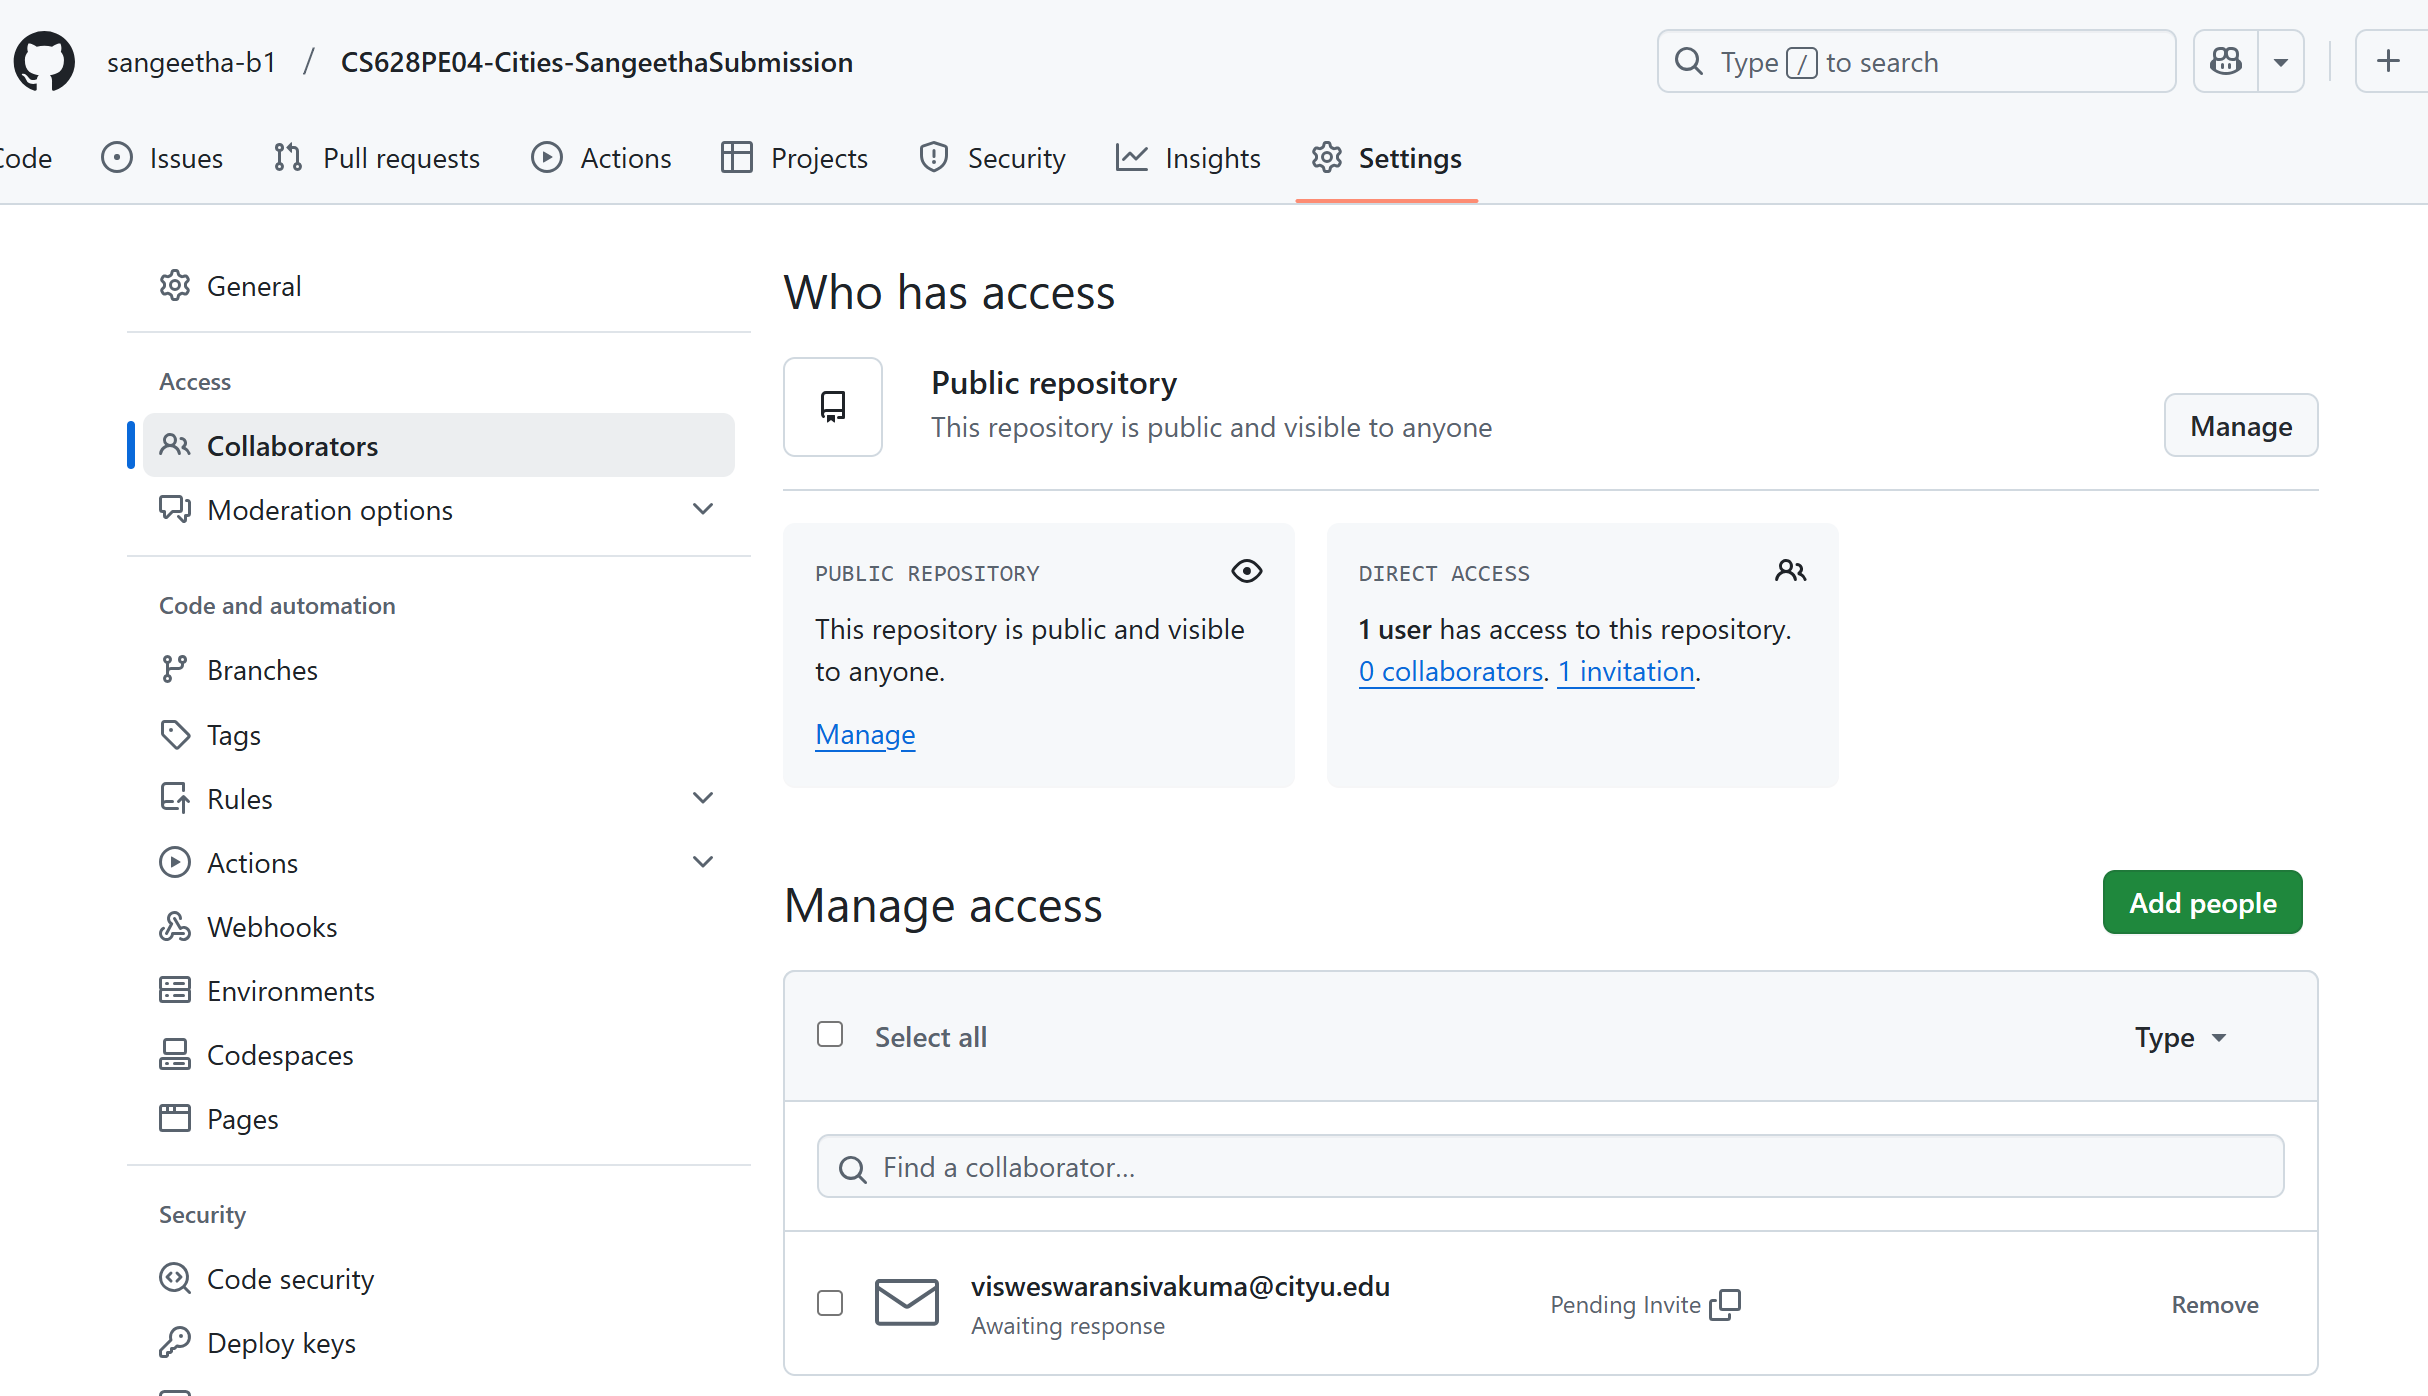 sangeetha-b1 / CS628PE04-Cities-SangeethaSubmission
Type / to search
Code Issues Pull requests Actions Projects Security Insights Settings
General
Access
Collaborators
Moderation options
Code and automation
Branches
Tags
Rules
Actions
Webhooks
Environments
Codespaces
Pages
Security
Code security
Deploy keys
Who has access
Public repository
This repository is public and visible to anyone
Manage
PUBLIC REPOSITORY
This repository is public and visible
to anyone.
Manage
DIRECT ACCESS
1 user has access to this repository.
0 collaborators. 1 invitation.
Manage access
Add people
Select all
Type
Find a collaborator...
visweswaransivakuma@cityu.edu
Awaiting response
Pending Invite
Remove